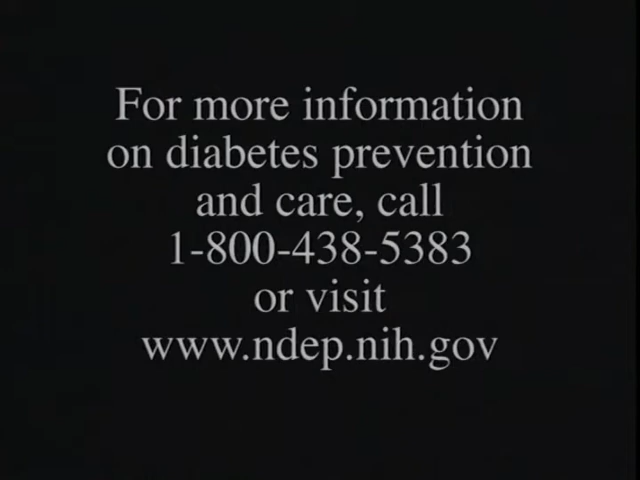 For more information
on diabetes prevention
and care, call
1-800-438-5383
or visit
www.ndep.nih.gov